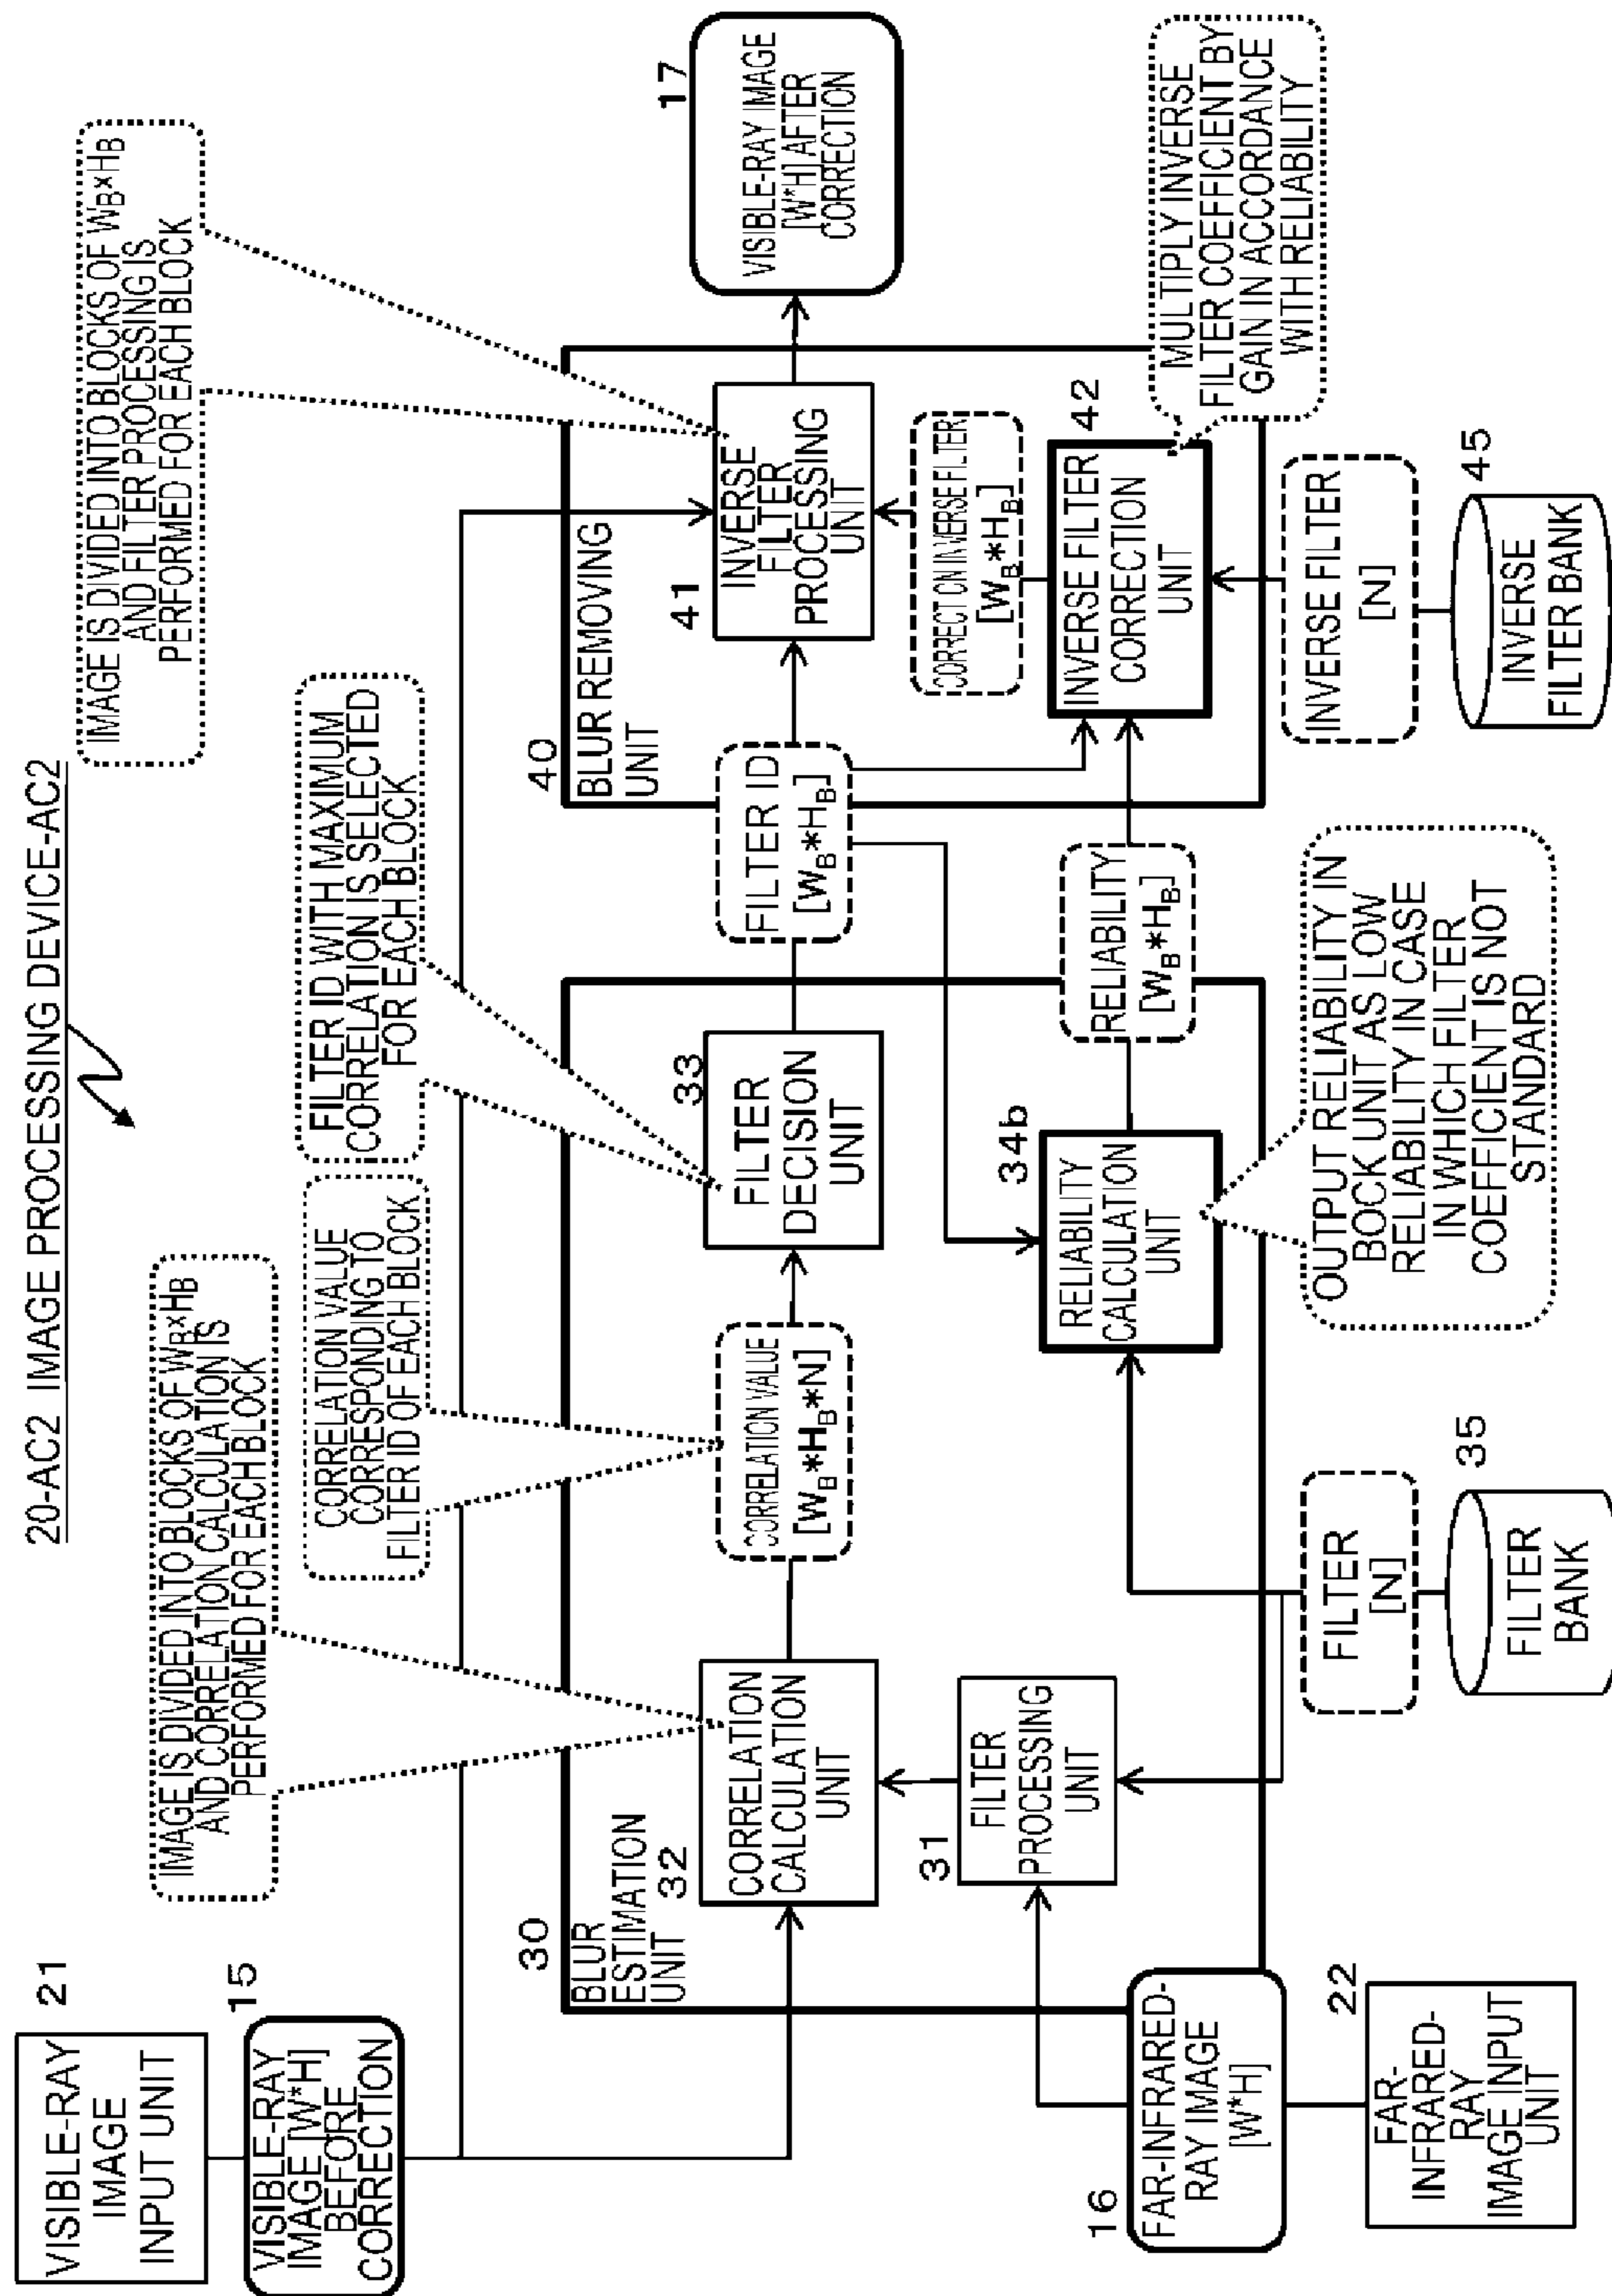 20-AC2 IMAGE PROCESSING DEVICE-AC2
VISIBLE-RAY
IMAGE
INPUT UNIT
21
VISIBLE-RAY
IMAGE [W*H]
BEFORE
CORRECTION
15
IMAGE IS DIVIDED INTO BLOCKS OF WB×HB
AND CORRELATION CALCULATION IS
PERFORMED FOR EACH BLOCK
CORRELATION VALUE
CORRESPONDING TO
FILTER ID OF EACH BLOCK
FILTER ID WITH MAXIMUM
CORRELATION IS SELECTED
FOR EACH BLOCK
IMAGE IS DIVIDED INTO BLOCKS OF WB×HB
AND FILTER PROCESSING IS
PERFORMED FOR EACH BLOCK
30
BLUR
ESTIMATION
UNIT
32
CORRELATION
CALCULATION
UNIT
CORRELATION VALUE
[WB*HB*N]
33
FILTER
DECISION
UNIT
FILTER ID
[WB*HB]
40
BLUR REMOVING
UNIT
41
INVERSE
FILTER
PROCESSING
UNIT
17
VISIBLE-RAY IMAGE
[W*H] AFTER
CORRECTION
31
FILTER
PROCESSING
UNIT
34b
RELIABILITY
CALCULATION
UNIT
RELIABILITY
[WB*HB]
CORRECT ON INVERSE FILTER
[WB*HB]
42
INVERSE FILTER
CORRECTION
UNIT
MULTIPLY INVERSE
FILTER COEFFICIENT BY
GAIN IN ACCORDANCE
WITH RELIABILITY
16
FAR-INFRARED-
RAY IMAGE
[W*H]
22
FAR-
INFRARED-
RAY
IMAGE INPUT
UNIT
FILTER
[N]
35
FILTER
BANK
OUTPUT RELIABILITY IN
BOCK UNIT AS LOW
RELIABILITY IN CASE
IN WHICH FILTER
COEFFICIENT IS NOT
STANDARD
INVERSE FILTER
[N]
45
INVERSE
FILTER BANK